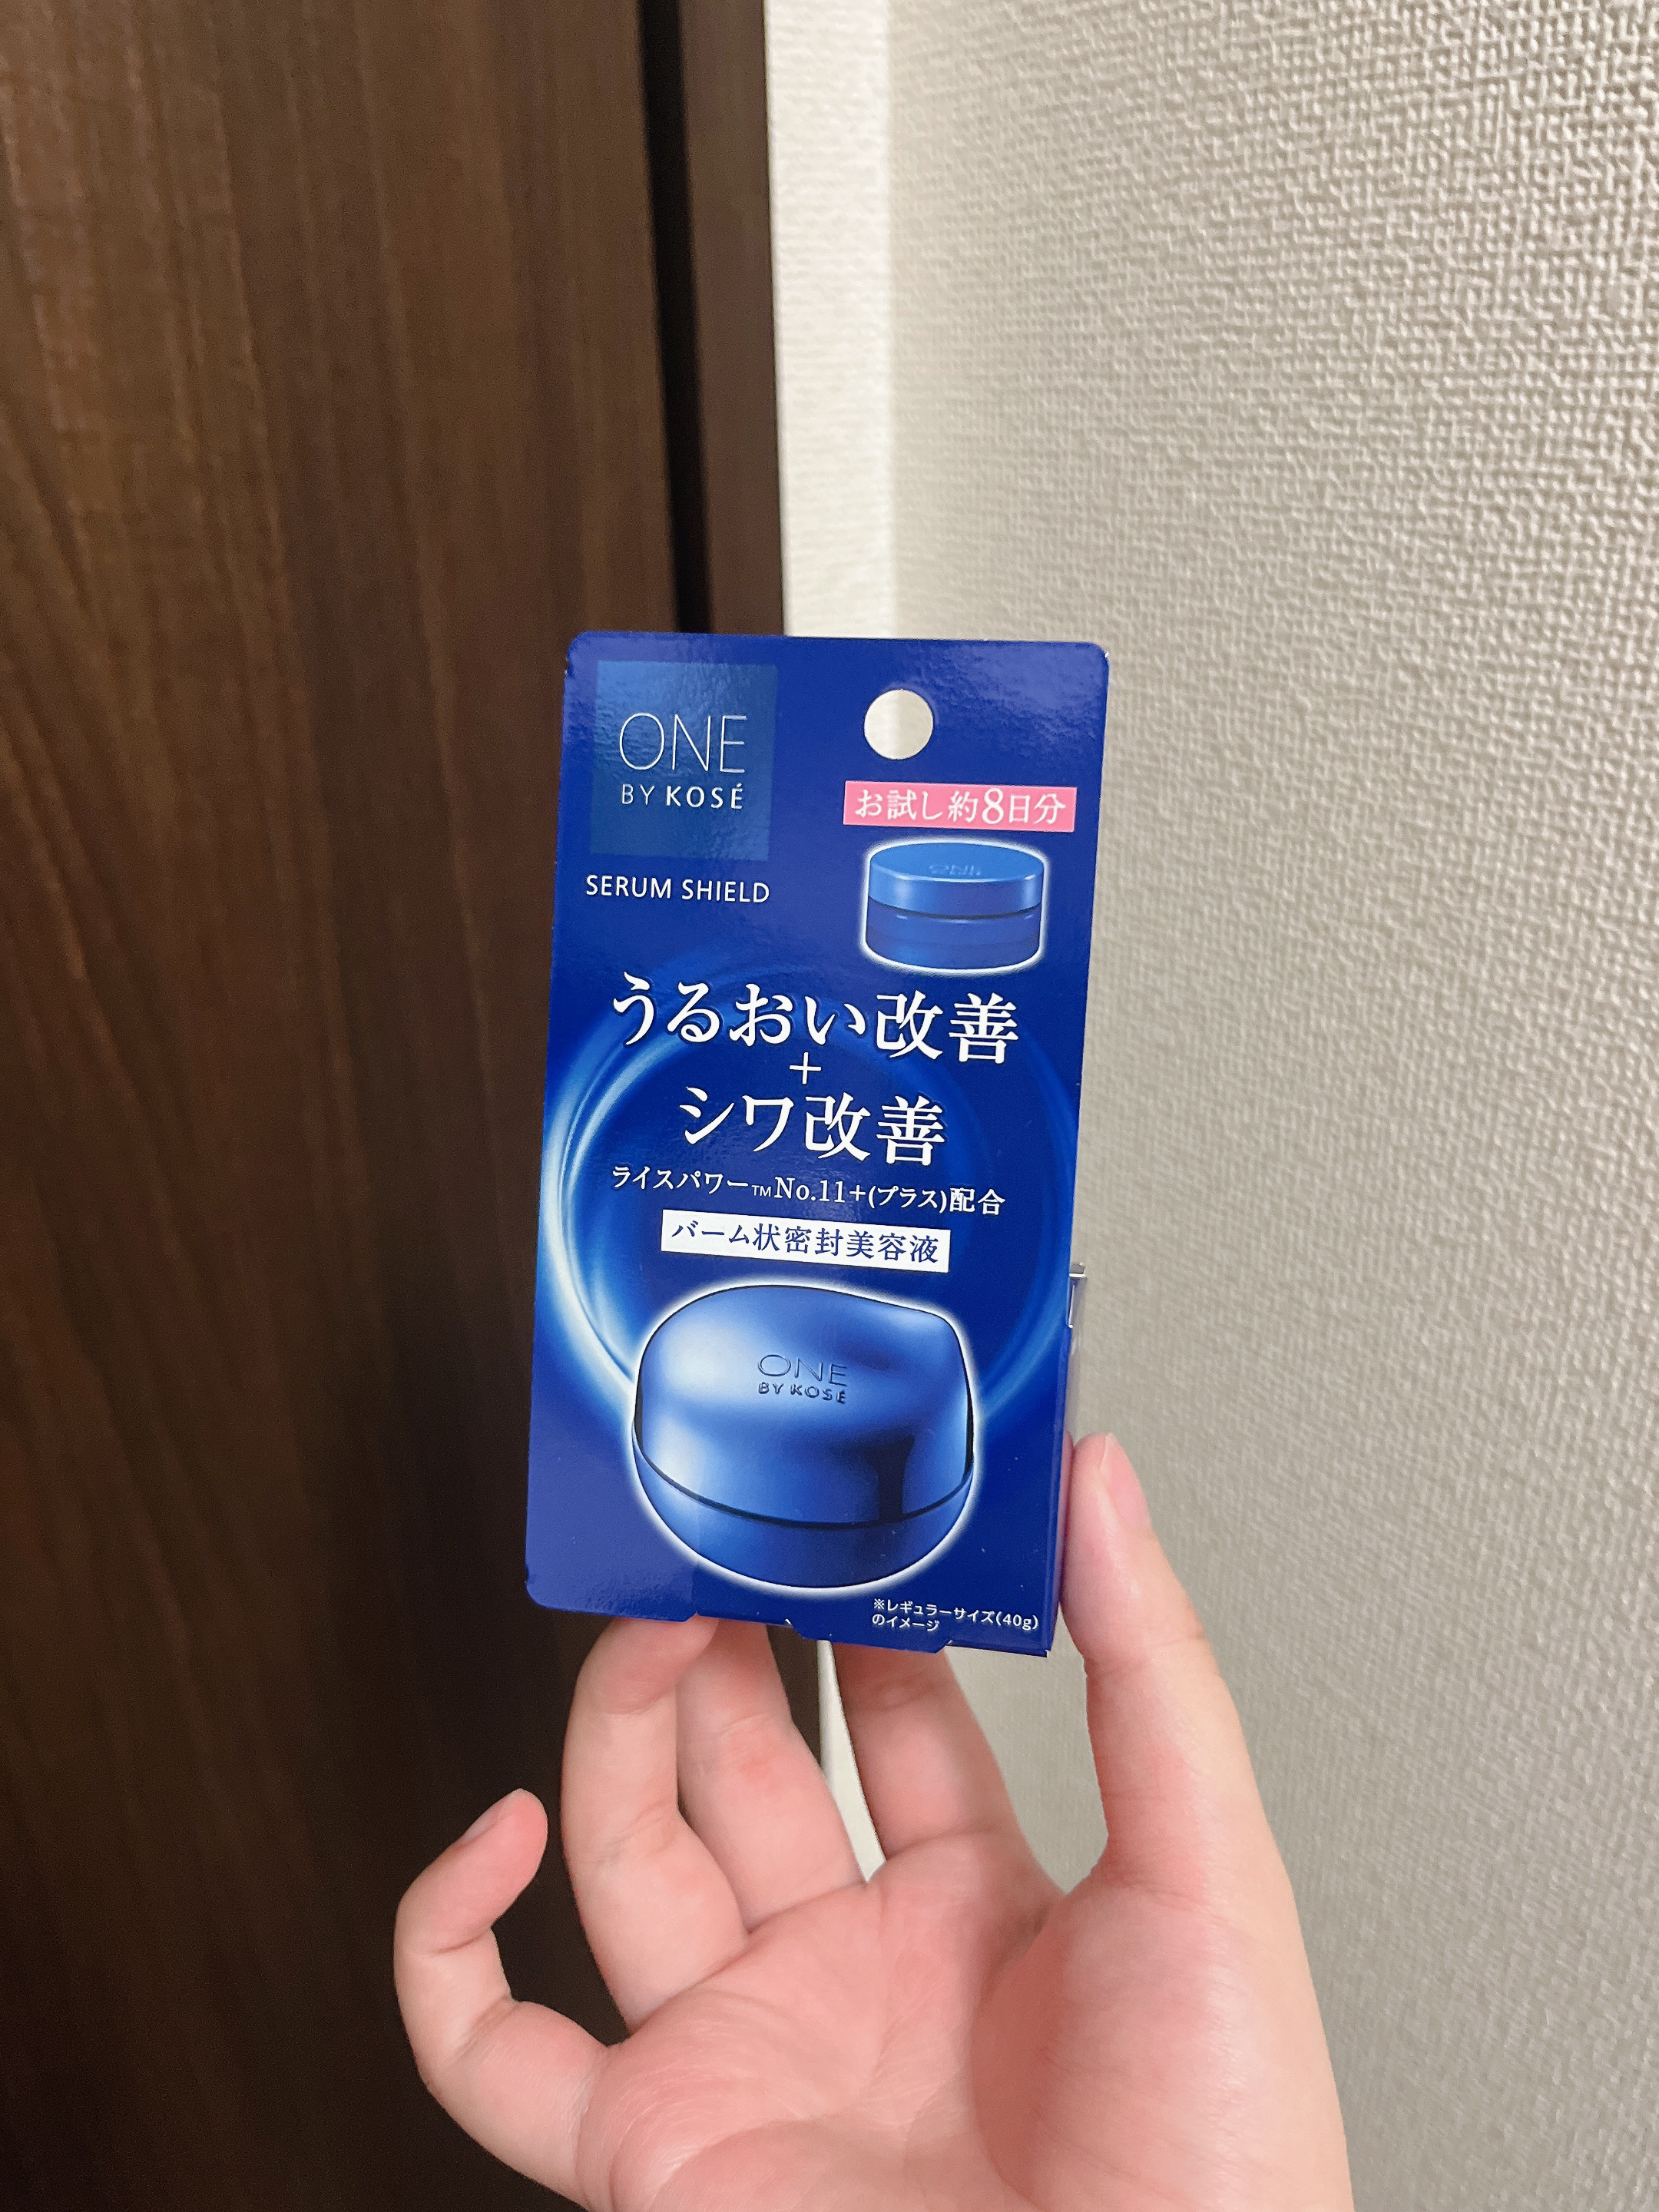 ONE
BY KOSÉ
お試し約8日分
ONE
SERUM SHIELD
うるおい改善
+
シワ改善
ライスパワー™No.11+(プラス)配合
バーム状密封美容液
ONE
BY KOSÉ
※レギュラーサイズ(40g)
のイメージ